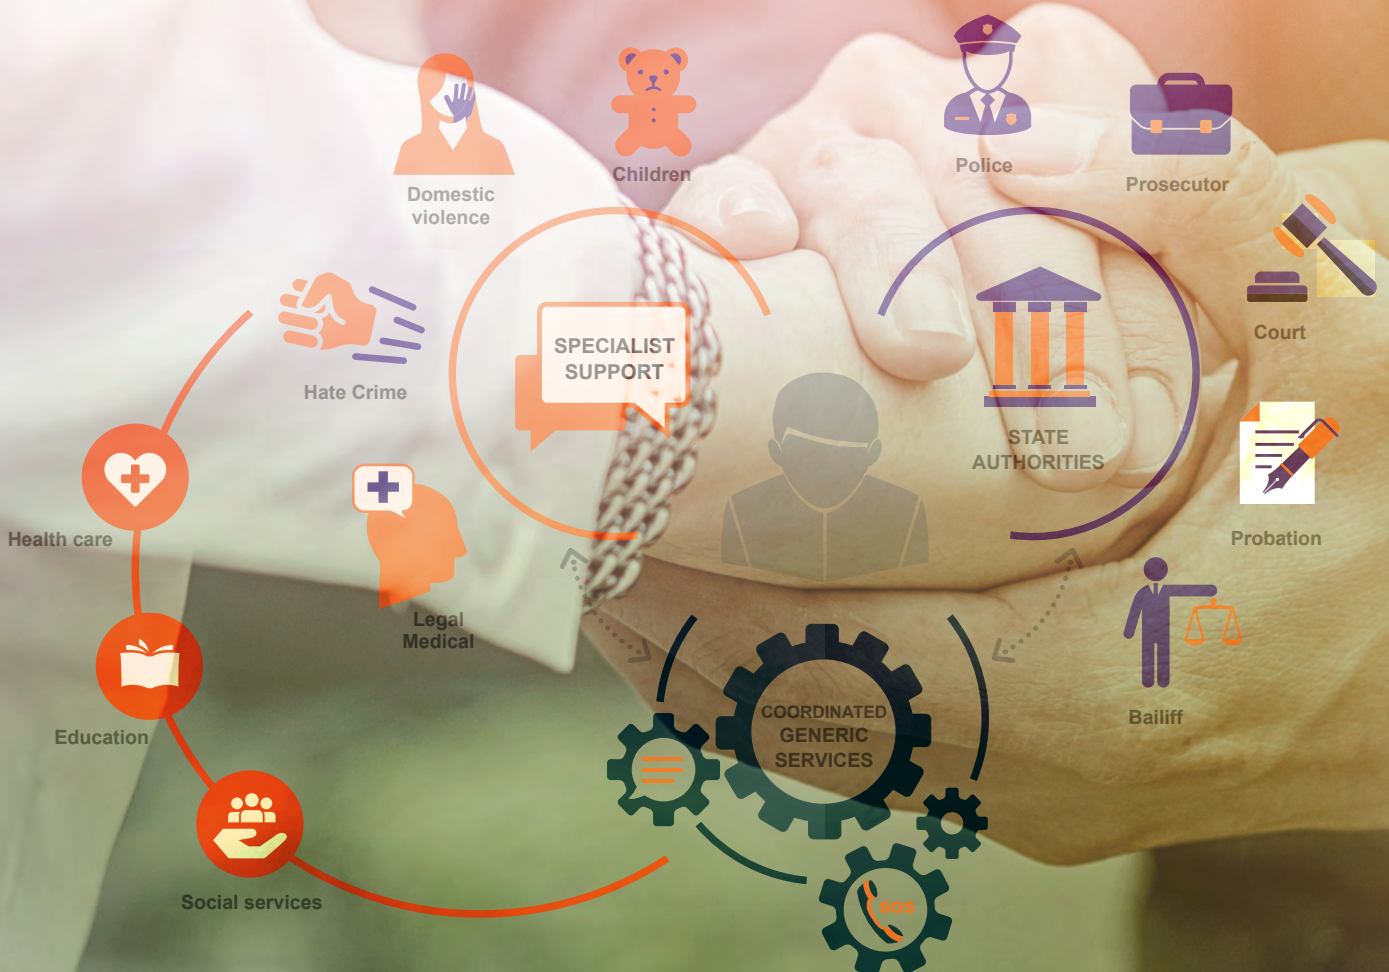 Domestic
violence
Children
Police
Prosecutor
Court
Hate Crime
SPECIALIST
SUPPORT
STATE
AUTHORITIES
Health care
Probation
Legal
Medical
Education
COORDINATED
GENERIC
SERVICES
Bailiff
Social services
SOS